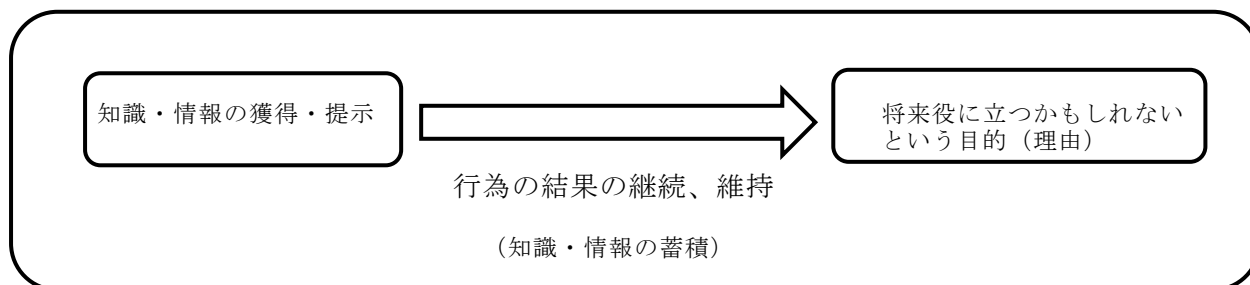 知識・情報の獲得・提示
将来役に立つかもしれない
という目的（理由）
行為の結果の継続、維持
（知識・情報の蓄積）